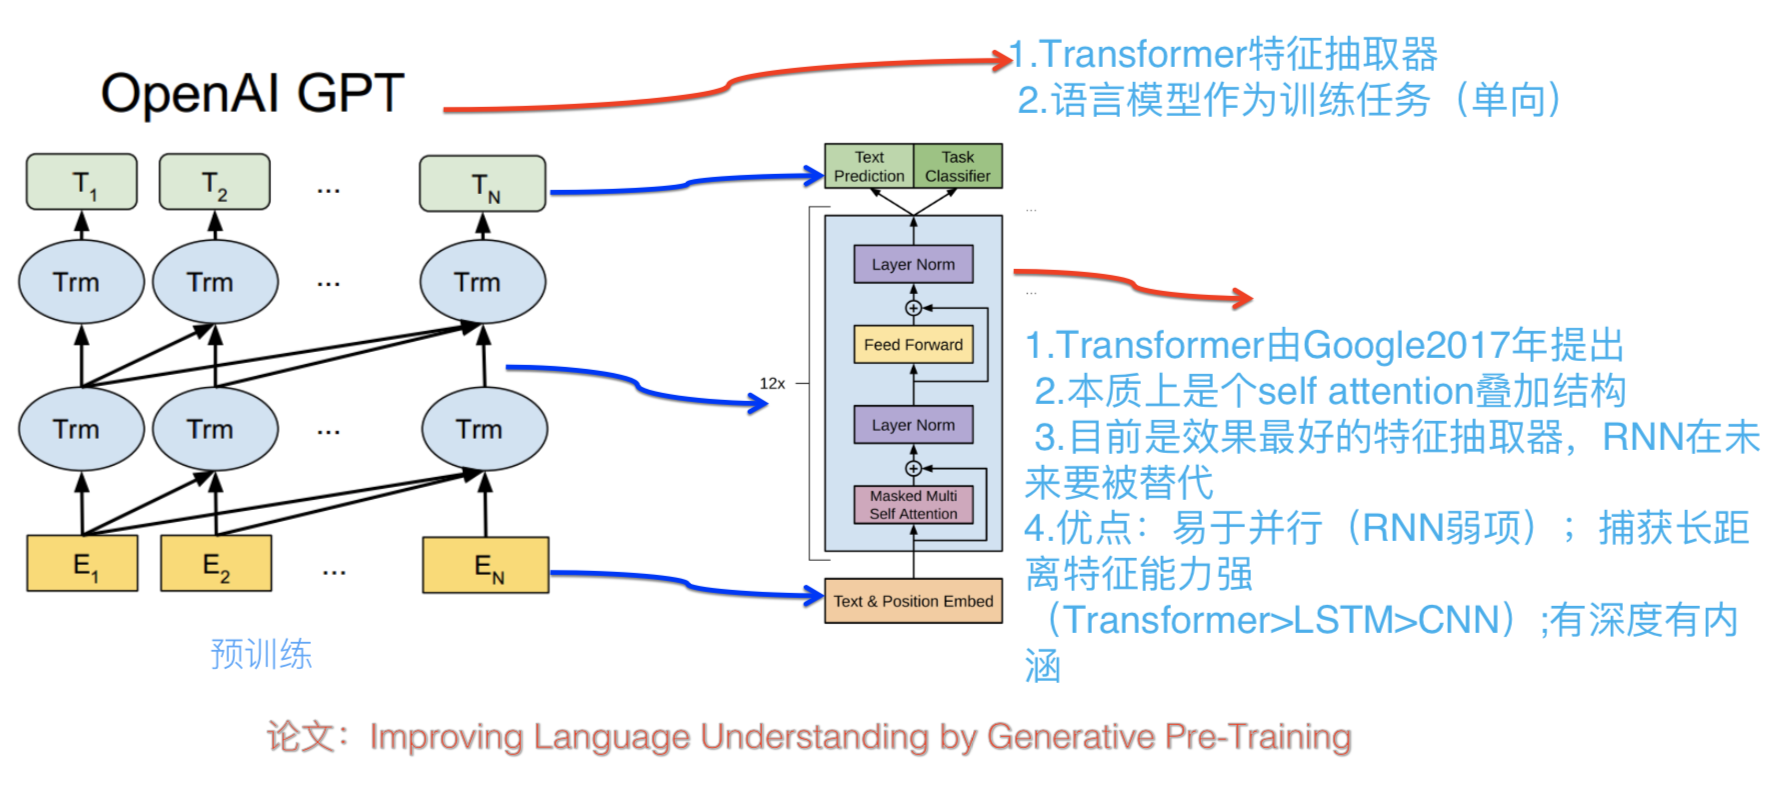 OpenAI GPT
1.Transformer特征抽取器
2.语言模型作为训练任务（单向）
T1
T2
...
TN
Trm
Trm
...
Trm
Trm
Trm
...
Trm
E1
E2
...
EN
预训练
Text Prediction
Task Classifier
12x
Layer Norm
Feed Forward
Layer Norm
Masked Multi
Self Attention
Text & Position Embed
...
...
1.Transformer由Google2017年提出
2.本质上是个self attention叠加结构
3.目前是效果最好的特征抽取器，RNN在未
来要被替代
4.优点：易于并行（RNN弱项）；捕获长距
离特征能力强
（Transformer>LSTM>CNN）;有深度有内
涵
论文：Improving Language Understanding by Generative Pre-Training